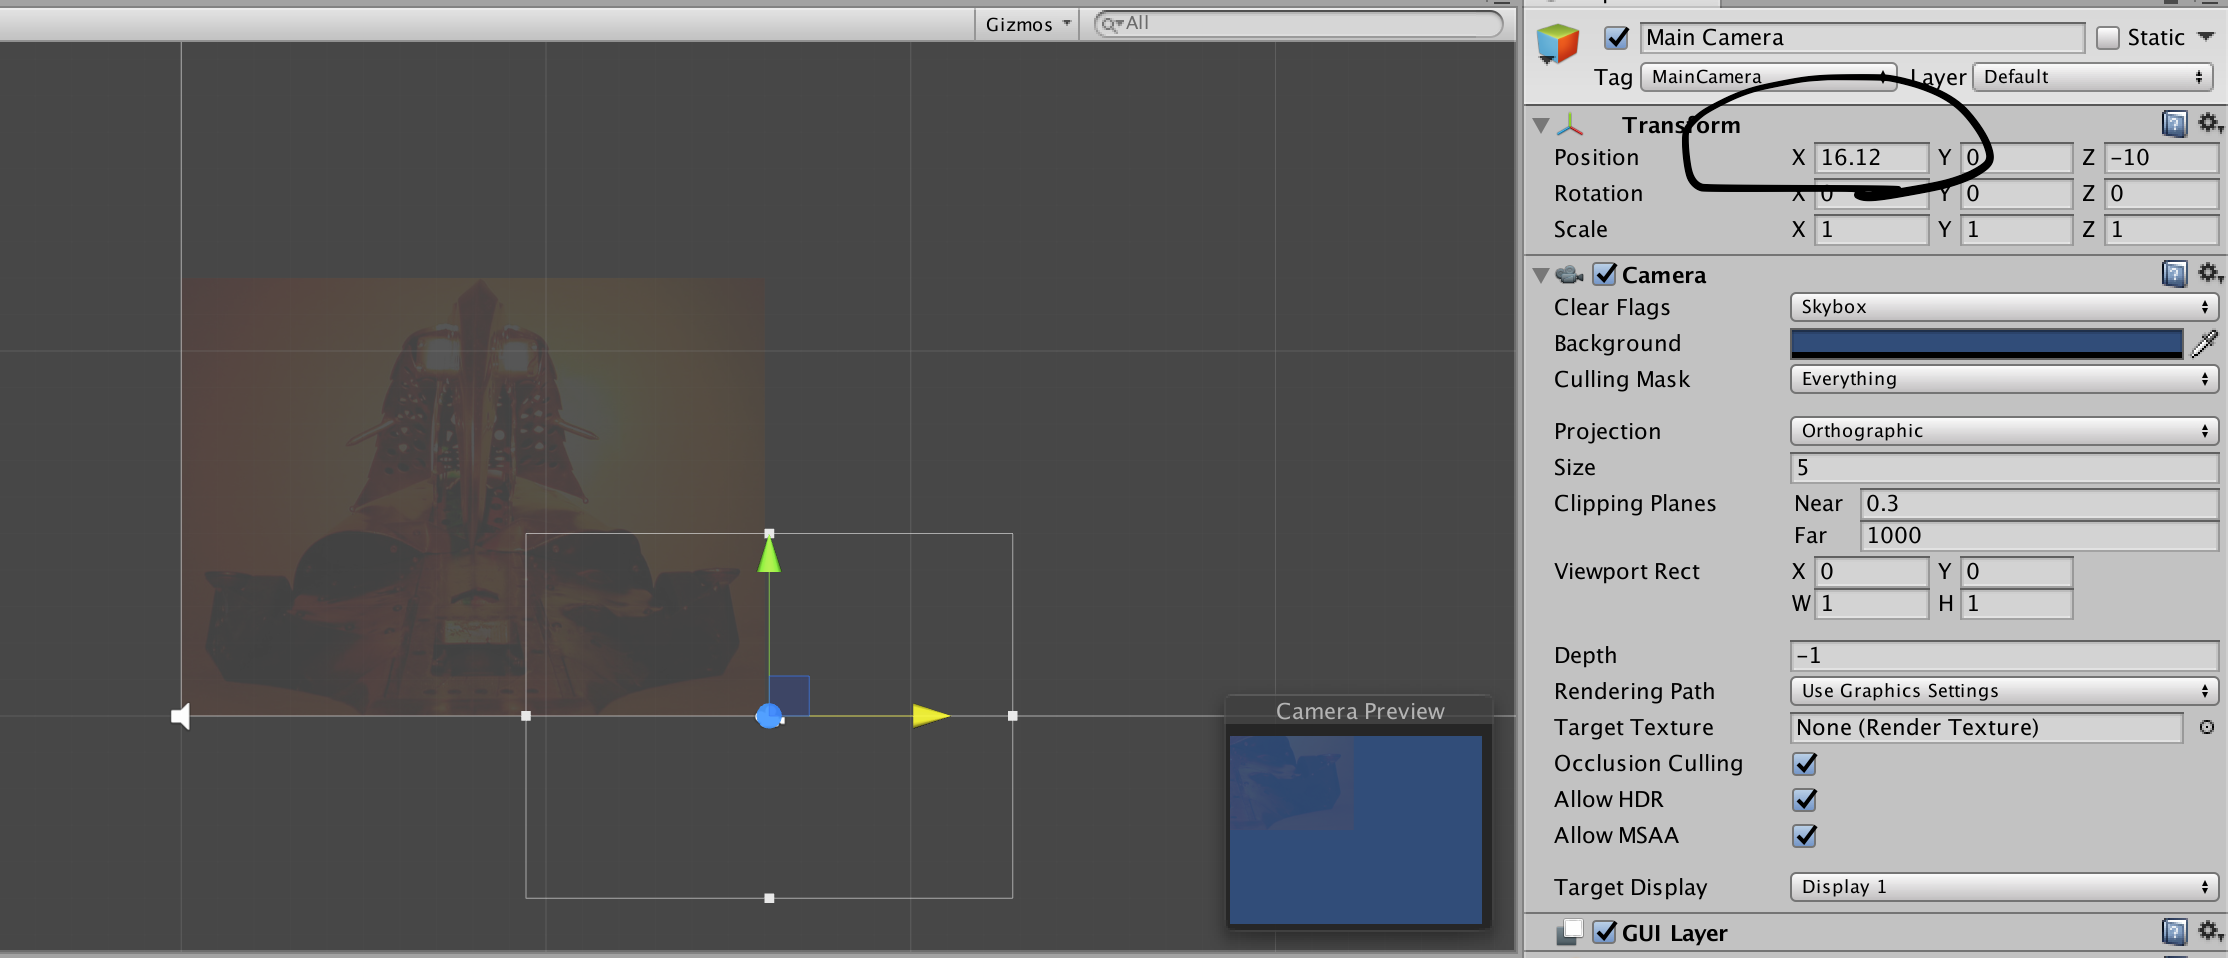 Gizmos All
Main Camera Static
Tag MainCamera Layer Default
Transform
Position X 16.12 Y 0 Z -10
Rotation X 0 Y 0 Z 0
Scale X 1 Y 1 Z 1
Camera
Clear Flags Skybox
Background
Culling Mask Everything
Projection Orthographic
Size 5
Clipping Planes Near 0.3
Far 1000
Viewport Rect X 0 Y 0
W 1 H 1
Depth -1
Rendering Path Use Graphics Settings
Target Texture None (Render Texture)
Occlusion Culling
Allow HDR
Allow MSAA
Target Display Display 1
GUI Layer
Camera Preview